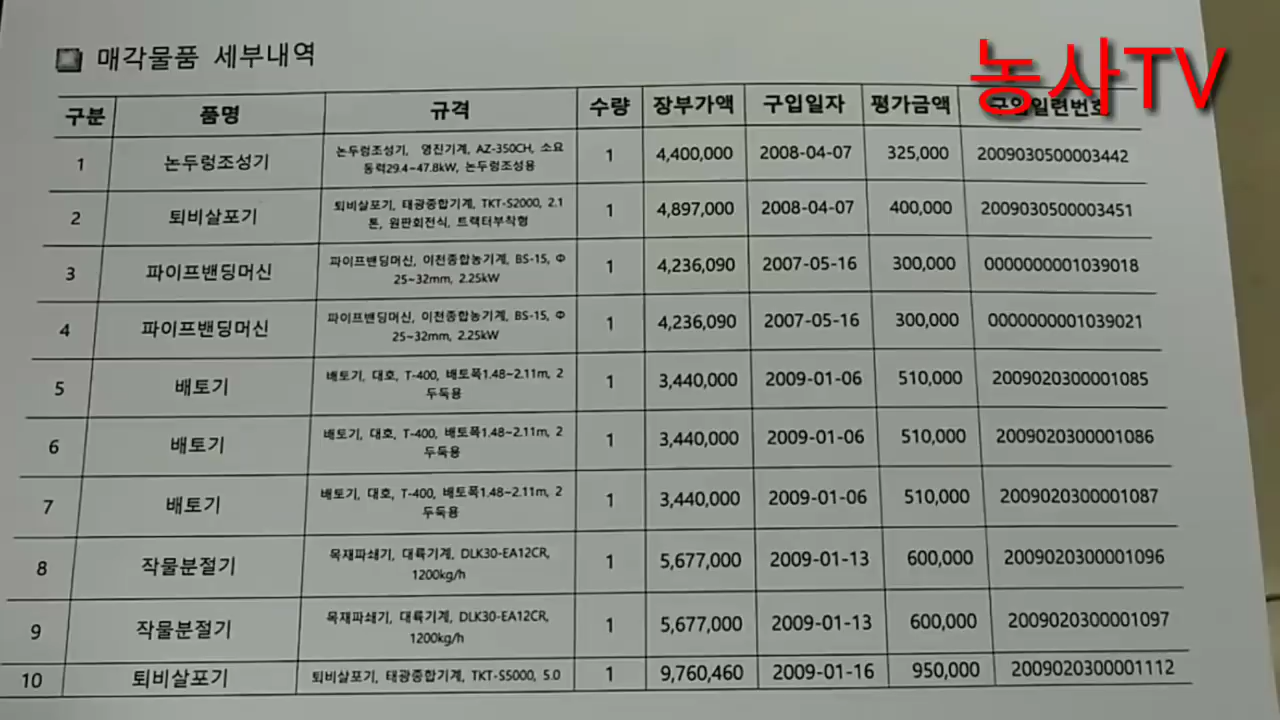 매각물품 세부내역
농사TV
구분 품명 규격 수량 장부가액 구입일자 평가금액 구입일련번호
1 논두렁조성기 논두렁조성기, 영진기계, AZ-350CH, 소요 1 4,400,000 2008-04-07 325,000 2009030500003442
동력29.4~47.8kW, 논두렁조성용
2 퇴비살포기 퇴비살포기, 태광종합기계, TKT-S2000, 2.1 1 4,897,000 2008-04-07 400,000 2009030500003451
톤, 원판회전식, 트랙터부착형
3 파이프밴딩머신 파이프밴딩머신, 이천종합농기계, BS-15, Φ 1 4,236,090 2007-05-16 300,000 0000000001039018
25~32mm, 2.25kW
4 파이프밴딩머신 파이프밴딩머신, 이천종합농기계, BS-15, Φ 1 4,236,090 2007-05-16 300,000 0000000001039021
25~32mm, 2.25kW
5 배토기 배토기, 대호, T-400, 배토폭1.48~2.11m, 2 1 3,440,000 2009-01-06 510,000 2009020300001085
두둑용
6 배토기 배토기, 대호, T-400, 배토폭1.48~2.11m, 2 1 3,440,000 2009-01-06 510,000 2009020300001086
두둑용
7 배토기 배토기, 대호, T-400, 배토폭1.48~2.11m, 2 1 3,440,000 2009-01-06 510,000 2009020300001087
두둑용
8 작물분절기 목재파쇄기, 대륙기계, DLK30-EA12CR, 1 5,677,000 2009-01-13 600,000 2009020300001096
1200kg/h
9 작물분절기 목재파쇄기, 대륙기계, DLK30-EA12CR, 1 5,677,000 2009-01-13 600,000 2009020300001097
1200kg/h
10 퇴비살포기 퇴비살포기, 태광종합기계, TKT-S5000, 5.0 1 9,760,460 2009-01-16 950,000 2009020300001112